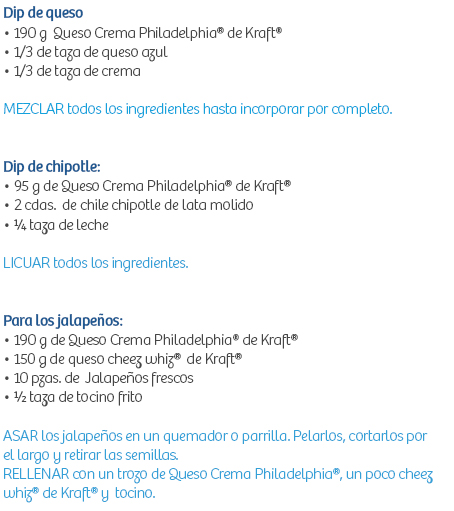 Dip de queso
• 190 g Queso Crema Philadelphia® de Kraft®
• 1/3 de taza de queso azul
• 1/3 de taza de crema
MEZCLAR todos los ingredientes hasta incorporar por completo.
Dip de chipotle:
• 95 g de Queso Crema Philadelphia® de Kraft®
• 2 cdas. de chile chipotle de lata molido
• ¼ taza de leche
LICUAR todos los ingredientes.
Para los jalapeños:
• 190 g de Queso Crema Philadelphia® de Kraft®
• 150 g de queso cheez whiz® de Kraft®
• 10 pzas. de Jalapeños frescos
• ½ taza de tocino frito
ASAR los jalapeños en un quemador o parrilla. Pelarlos, cortarlos por
el largo y retirar las semillas.
RELLENAR con un trozo de Queso Crema Philadelphia®, un poco cheez
whiz® de Kraft® y tocino.